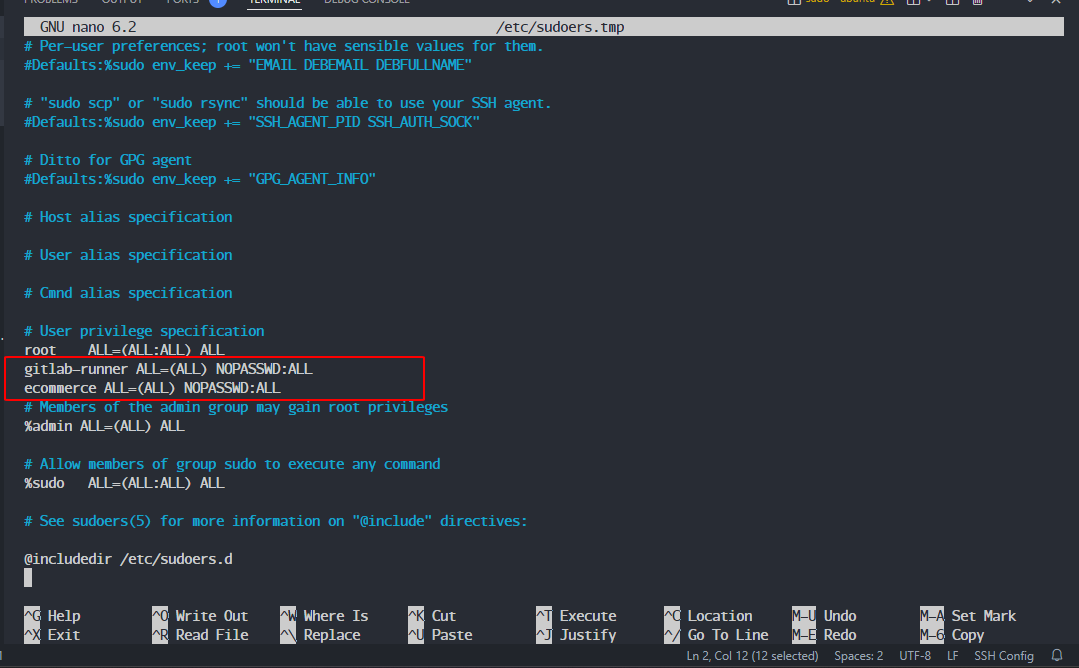 PROBLEMS OUTPUT PORTS 1 TERMINAL DEBUG CONSOLE sudo - ubuntu
GNU nano 6.2 /etc/sudoers.tmp
# Per-user preferences; root won't have sensible values for them.
#Defaults:%sudo env_keep += "EMAIL DEBEMAIL DEBFULLNAME"
# "sudo scp" or "sudo rsync" should be able to use your SSH agent.
#Defaults:%sudo env_keep += "SSH_AGENT_PID SSH_AUTH_SOCK"
# Ditto for GPG agent
#Defaults:%sudo env_keep += "GPG_AGENT_INFO"
# Host alias specification
# User alias specification
# Cmnd alias specification
# User privilege specification
root ALL=(ALL:ALL) ALL
gitlab-runner ALL=(ALL) NOPASSWD:ALL
ecommerce ALL=(ALL) NOPASSWD:ALL
# Members of the admin group may gain root privileges
%admin ALL=(ALL) ALL
# Allow members of group sudo to execute any command
%sudo ALL=(ALL:ALL) ALL
# See sudoers(5) for more information on "@include" directives:
@includedir /etc/sudoers.d
^G Help ^O Write Out ^W Where Is ^K Cut ^T Execute ^C Location M-U Undo M-A Set Mark
^X Exit ^R Read File ^\ Replace ^U Paste ^J Justify ^/ Go To Line M-E Redo M-6 Copy
Ln 2, Col 12 (12 selected) Spaces: 2 UTF-8 LF SSH Config